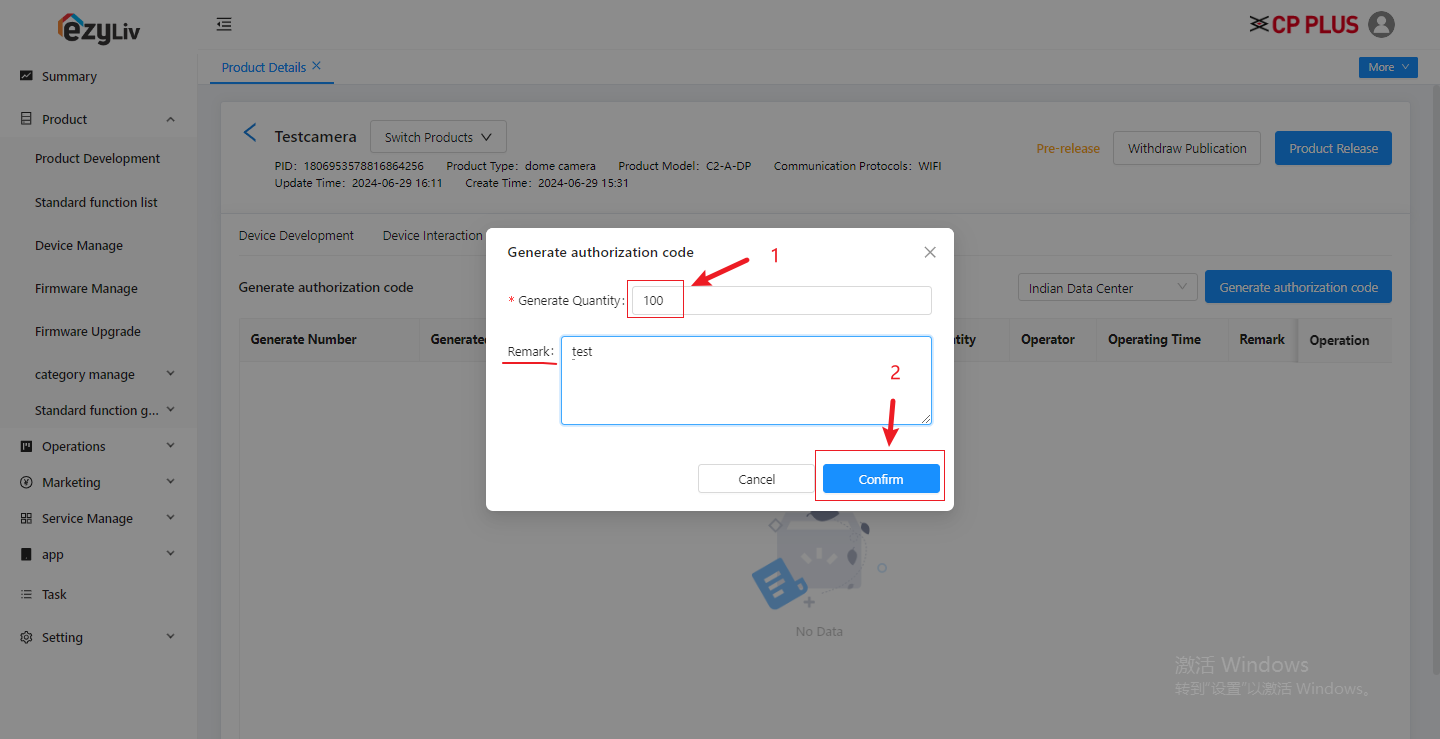 ezyLiv
CP PLUS
Summary
Product
Product Development
Standard function list
Device Manage
Firmware Manage
Firmware Upgrade
category manage
Standard function g...
Operations
Marketing
Service Manage
app
Task
Setting
Product Details
More
Testcamera
Switch Products
Pre-release
Withdraw Publication
Product Release
PID: 1806953578816864256 Product Type: dome camera Product Model: C2-A-DP Communication Protocols: WIFI
Update Time: 2024-06-29 16:11 Create Time: 2024-06-29 15:31
Device Development Device Interaction
Generate authorization code
Indian Data Center
Generate authorization code
Generate Number
Operator
Operating Time
Remark
Operation
Generate authorization code
1
* Generate Quantity: 100
Remark: test
2
Cancel
Confirm
No Data
激活 Windows
转到"设置"以激活 Windows。